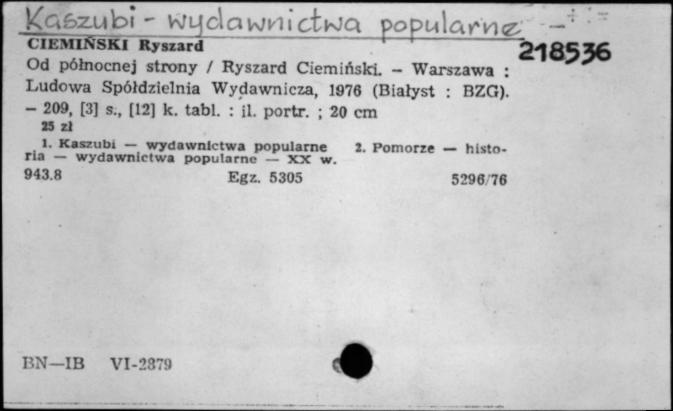 Kaszubi - wydawnictwa popularne
CIEMIŃSKI Ryszard
218536
Od północnej strony / Ryszard Ciemiński. — Warszawa :
Ludowa Spółdzielnia Wydawnicza, 1976 (Białyst : BZG).
— 209, [3] s., [12] k. tabl. : il. portr. ; 20 cm
25 zł
1. Kaszubi — wydawnictwa popularne 2. Pomorze — histo-
ria — wydawnictwa popularne — XX w.
943.8 Egz. 5305 5296/76
BN—IB VI-2379